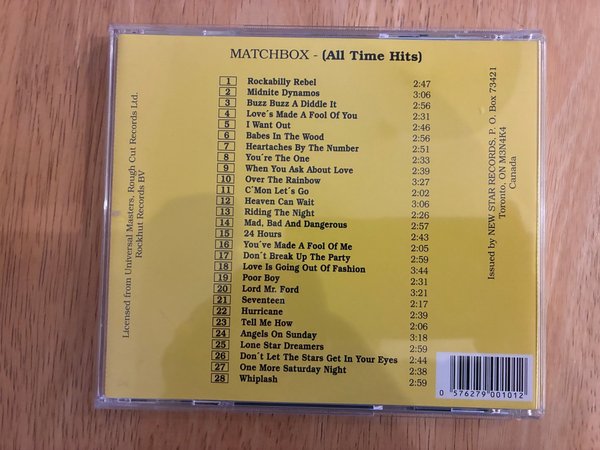 MATCHBOX - (All Time Hits)
1 Rockabilly Rebel 2:47
2 Midnite Dynamos 3:06
3 Buzz Buzz A Diddle It 2:56
4 Love´s Made A Fool Of You 2:31
5 I Want Out 2:46
6 Babes In The Wood 2:56
7 Heartaches By The Number 2:51
8 You´re The One 2:33
9 When You Ask About Love 2:39
10 Over The Rainbow 3:27
11 C´Mon Let´s Go 2:02
12 Heaven Can Wait 3:06
13 Riding The Night 2:26
14 Mad, Bad And Dangerous 2:57
15 24 Hours 2:43
16 You´ve Made A Fool Of Me 2:05
17 Don´t Break Up The Party 2:59
18 Love Is Going Out Of Fashion 3:44
19 Poor Boy 2:31
20 Lord Mr. Ford 3:21
21 Seventeen 2:17
22 Hurricane 2:39
23 Tell Me How 2:06
24 Angels On Sunday 3:18
25 Lone Star Dreamers 2:59
26 Don´t Let The Stars Get In Your Eyes 2:44
27 One More Saturday Night 2:38
28 Whiplash 2:59
Licensed from Universal Masters, Rough Cut Records Ltd.
Rockhut Records BV
Issued by NEW STAR RECORDS, P. O. Box 73421
Toronto, ON M3N4K4
Canada
0 576279 001012